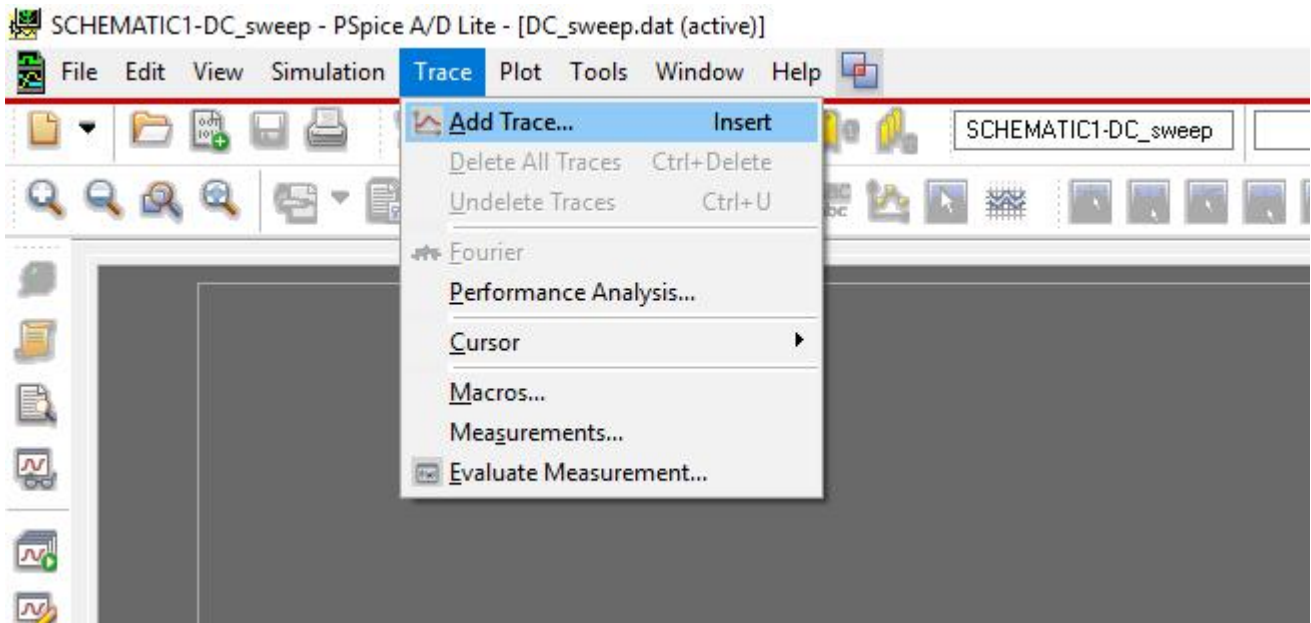 SCHEMATIC1-DC_sweep - PSpice A/D Lite - [DC_sweep.dat (active)]
File Edit View Simulation Trace Plot Tools Window Help
SCHEMATIC1-DC_sweep
Add Trace... Insert
Delete All Traces Ctrl+Delete
Undelete Traces Ctrl+U
Fourier
Performance Analysis...
Cursor
Macros...
Measurements...
Evaluate Measurement...